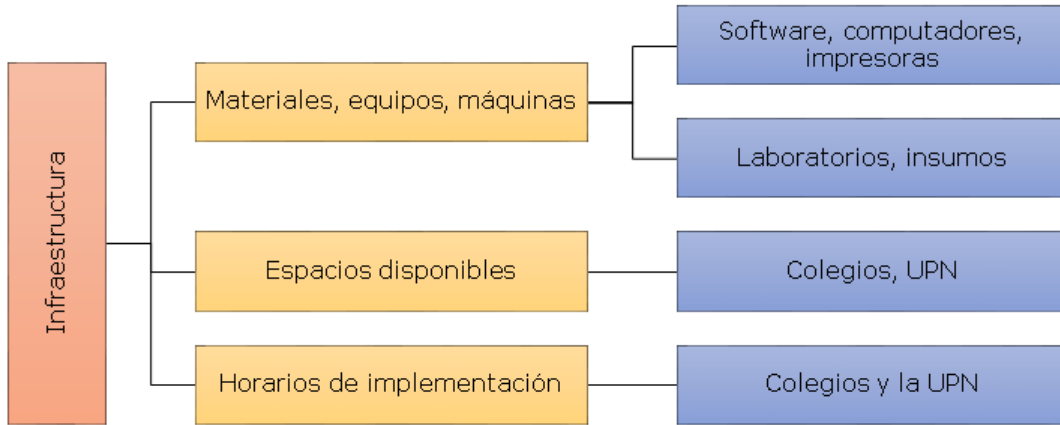 Infraestructura
Materiales, equipos, máquinas
Software, computadores,
impresoras
Laboratorios, insumos
Espacios disponibles
Colegios, UPN
Horarios de implementación
Colegios y la UPN